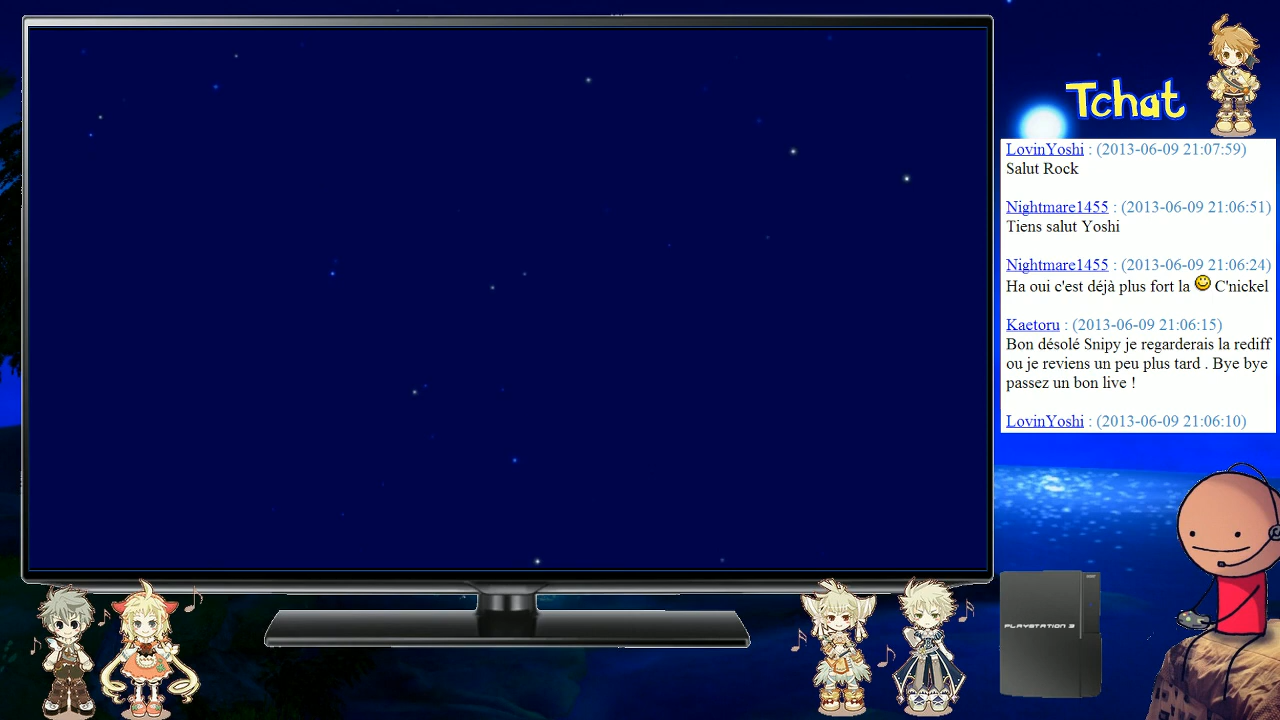 Tchat
LovinYoshi : (2013-06-09 21:07:59)
Salut Rock
Nightmare1455 : (2013-06-09 21:06:51)
Tiens salut Yoshi
Nightmare1455 : (2013-06-09 21:06:24)
Ha oui c'est déjà plus fort la C'nickel
Kaetoru : (2013-06-09 21:06:15)
Bon désolé Snipy je regarderais la rediff
ou je reviens un peu plus tard . Bye bye
passez un bon live !
LovinYoshi : (2013-06-09 21:06:10)
PLAYSTATION 3